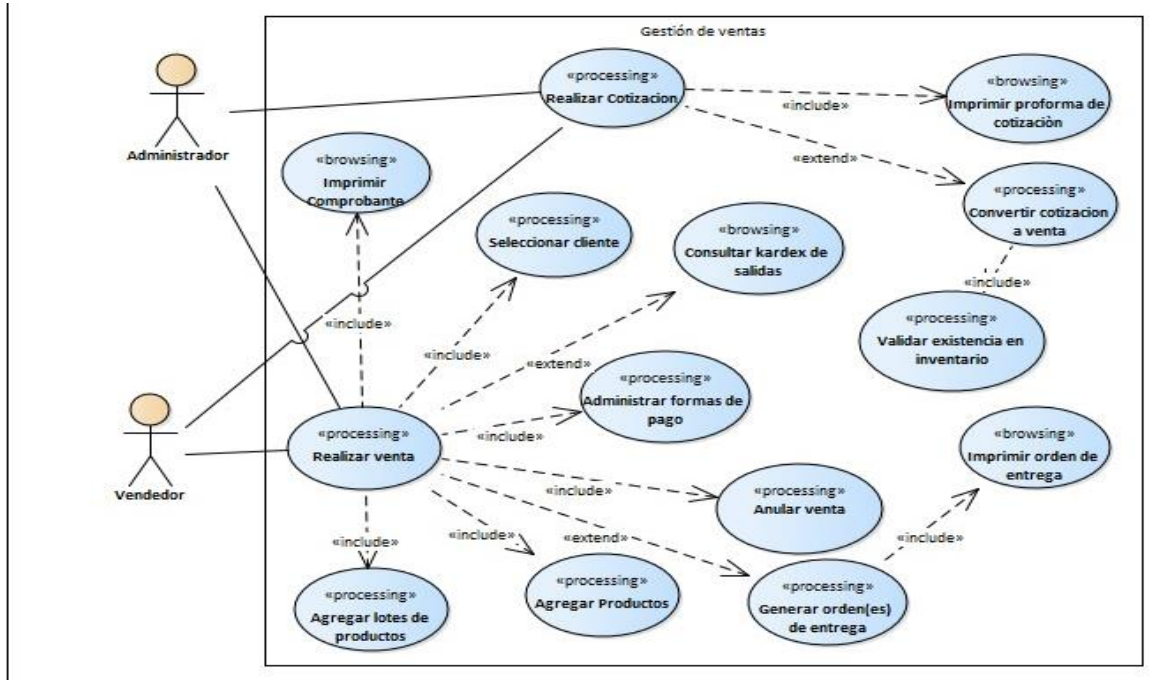 Gestión de ventas
«processing»
Realizar Cotizacion
«include»
«browsing»
Imprimir proforma de
cotizaciòn
«extend»
«processing»
Convertir cotizacion
a venta
«include»
«processing»
Validar existencia en
inventario
Administrador
«browsing»
Imprimir
Comprobante
«include»
«processing»
Seleccionar cliente
«include»
«browsing»
Consultar kardex de
salidas
«extend»
«processing»
Administrar formas de
pago
«include»
Vendedor
«processing»
Realizar venta
«include»
«processing»
Anular venta
«browsing»
Imprimir orden de
entrega
«include»
«extend»
«processing»
Generar orden(es)
de entrega
«include»
«processing»
Agregar Productos
«include»
«processing»
Agregar lotes de
productos